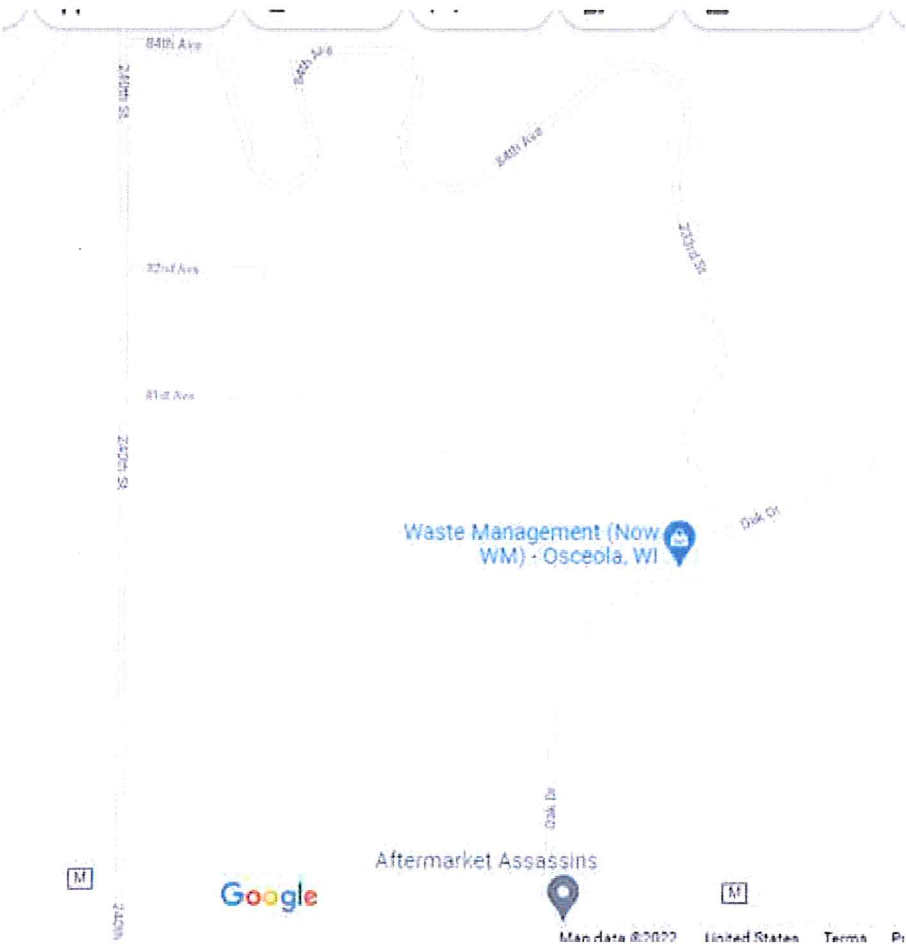 84th Ave
84th Ave
240th St
84th Ave
233rd St
82nd Ave
81st Ave
240th St
Oak Dr
Waste Management (Now
WM) - Osceola, WI
Oak Dr
Aftermarket Assassins
M
Google
M
240th
Map data ©2022 United States Terms